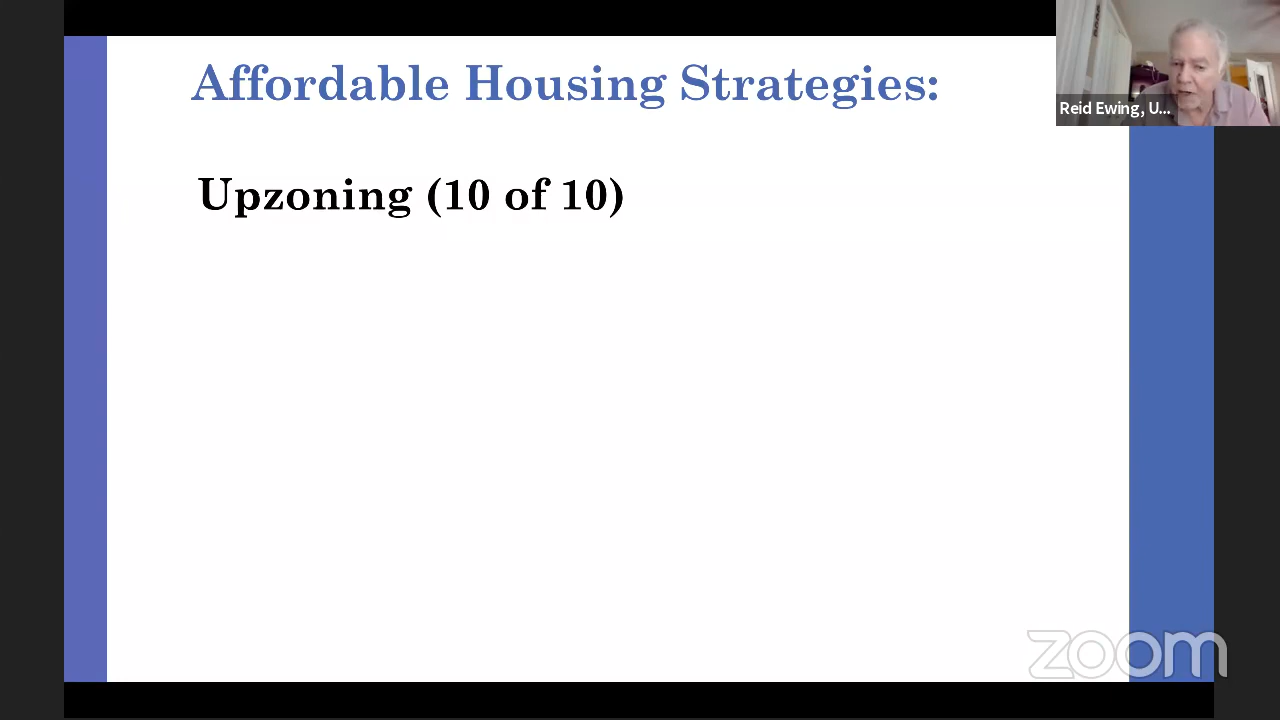 Affordable Housing Strategies:
Reid Ewing, U...
Upzoning (10 of 10)
zoom